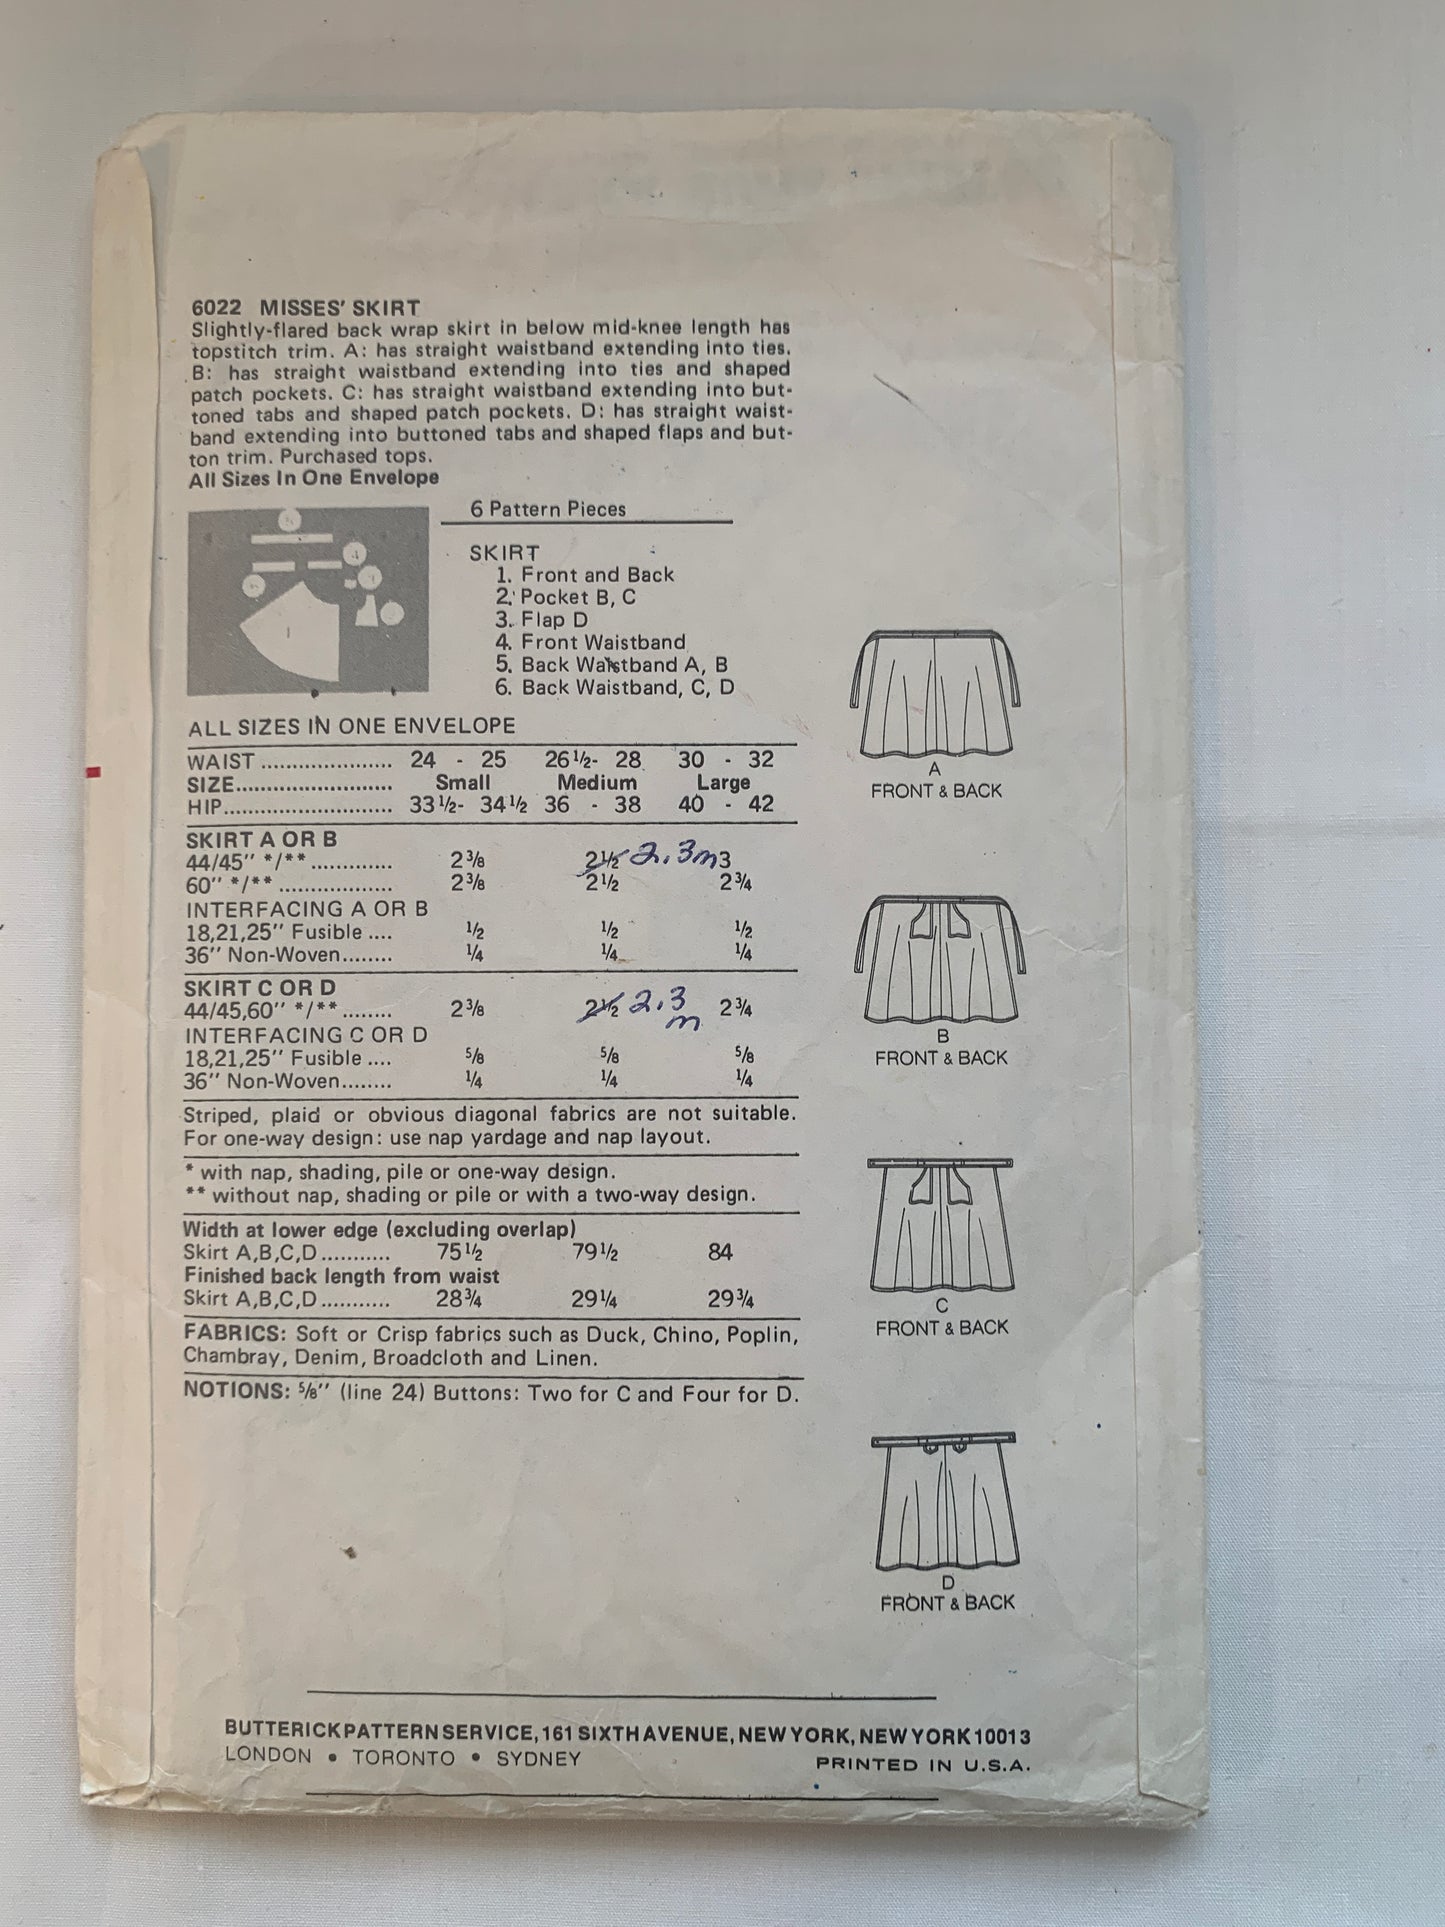 6022 MISSES' SKIRT
Slightly-flared back wrap skirt in below mid-knee length has
topstitch trim. A: has straight waistband extending into ties.
B: has straight waistband extending into ties and shaped
patch pockets. C: has straight waistband extending into but-
toned tabs and shaped patch pockets. D: has straight waist-
band extending into buttoned tabs and shaped flaps and but-
ton trim. Purchased tops.
All Sizes In One Envelope
6 Pattern Pieces
SKIRT
1. Front and Back
2. Pocket B, C
3. Flap D
4. Front Waistband
5. Back Waistband A, B
6. Back Waistband, C, D
1
ALL SIZES IN ONE ENVELOPE
WAIST ..................... 24 - 25 26½- 28 30 - 32
SIZE......................... Small Medium Large
HIP........................... 33½- 34½ 36 - 38 40 - 42
SKIRT A OR B
44/45" */** ............. 2⅜ 2½ 2.3m 3
60" */** .................. 2⅜ 2½ 2¾
INTERFACING A OR B
18,21,25" Fusible .... ½ ½ ½
36" Non-Woven........ ¼ ¼ ¼
SKIRT C OR D
44/45,60" */** ........ 2⅜ 2½ 2.3 m 2¾
INTERFACING C OR D
18,21,25" Fusible .... ⅝ ⅝ ⅝
36" Non-Woven........ ¼ ¼ ¼
Striped, plaid or obvious diagonal fabrics are not suitable.
For one-way design: use nap yardage and nap layout.
* with nap, shading, pile or one-way design.
** without nap, shading or pile or with a two-way design.
Width at lower edge (excluding overlap)
Skirt A,B,C,D........... 75½ 79½ 84
Finished back length from waist
Skirt A,B,C,D........... 28¾ 29¼ 29¾
FABRICS: Soft or Crisp fabrics such as Duck, Chino, Poplin,
Chambray, Denim, Broadcloth and Linen.
NOTIONS: ⅝" (line 24) Buttons: Two for C and Four for D.
A
FRONT & BACK
B
FRONT & BACK
C
FRONT & BACK
D
FRONT & BACK
BUTTERICK PATTERN SERVICE, 161 SIXTH AVENUE, NEW YORK, NEW YORK 10013
LONDON • TORONTO • SYDNEY PRINTED IN U.S.A.